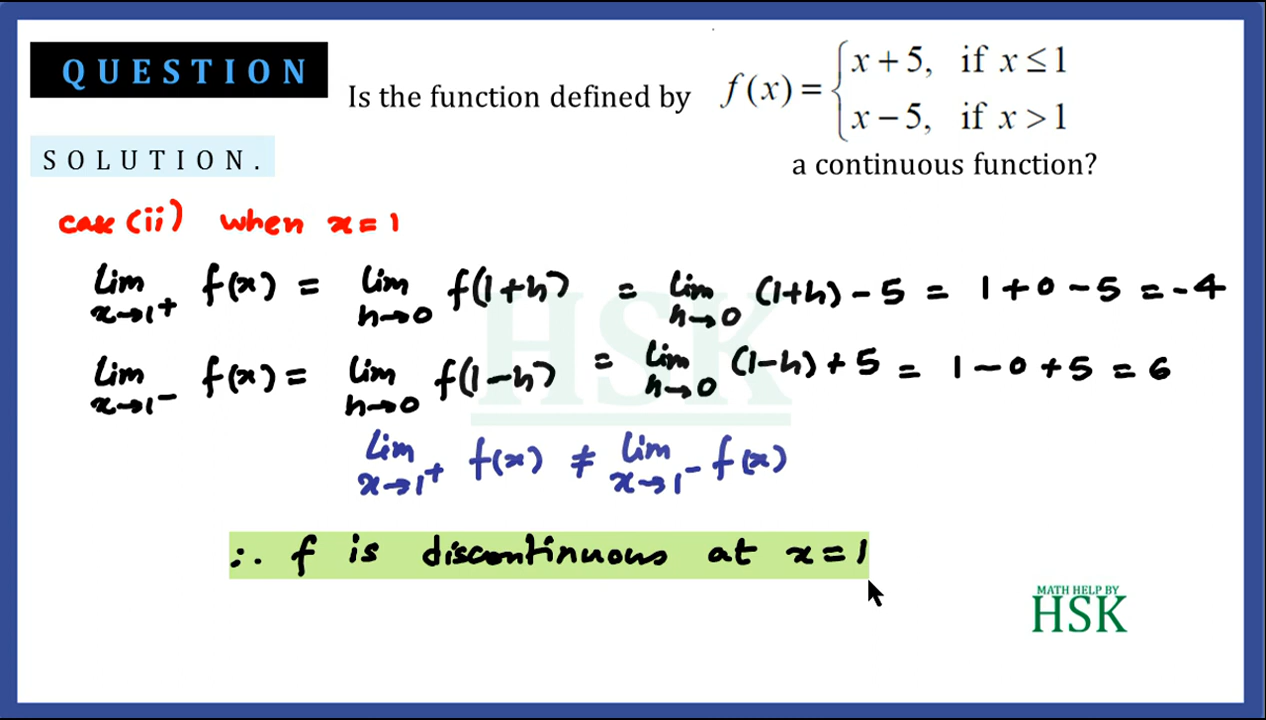 QUESTION
Is the function defined by f(x) = { x + 5, if x ≤ 1
x − 5, if x > 1
a continuous function?
SOLUTION.
case (ii) when x = 1
lim x→1+ f(x) = lim h→0 f(1+h) = lim h→0 (1+h) − 5 = 1 + 0 − 5 = −4
lim x→1− f(x) = lim h→0 f(1−h) = lim h→0 (1−h) + 5 = 1 − 0 + 5 = 6
lim x→1+ f(x) ≠ lim x→1− f(x)
∴ f is discontinuous at x = 1
HSK
MATH HELP BY
HSK